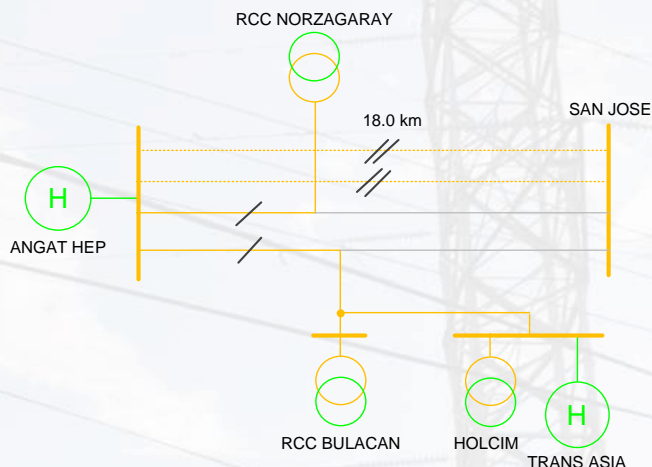 RCC NORZAGARAY
18.0 km
SAN JOSE
H
ANGAT HEP
H
RCC BULACAN
HOLCIM
TRANS ASIA